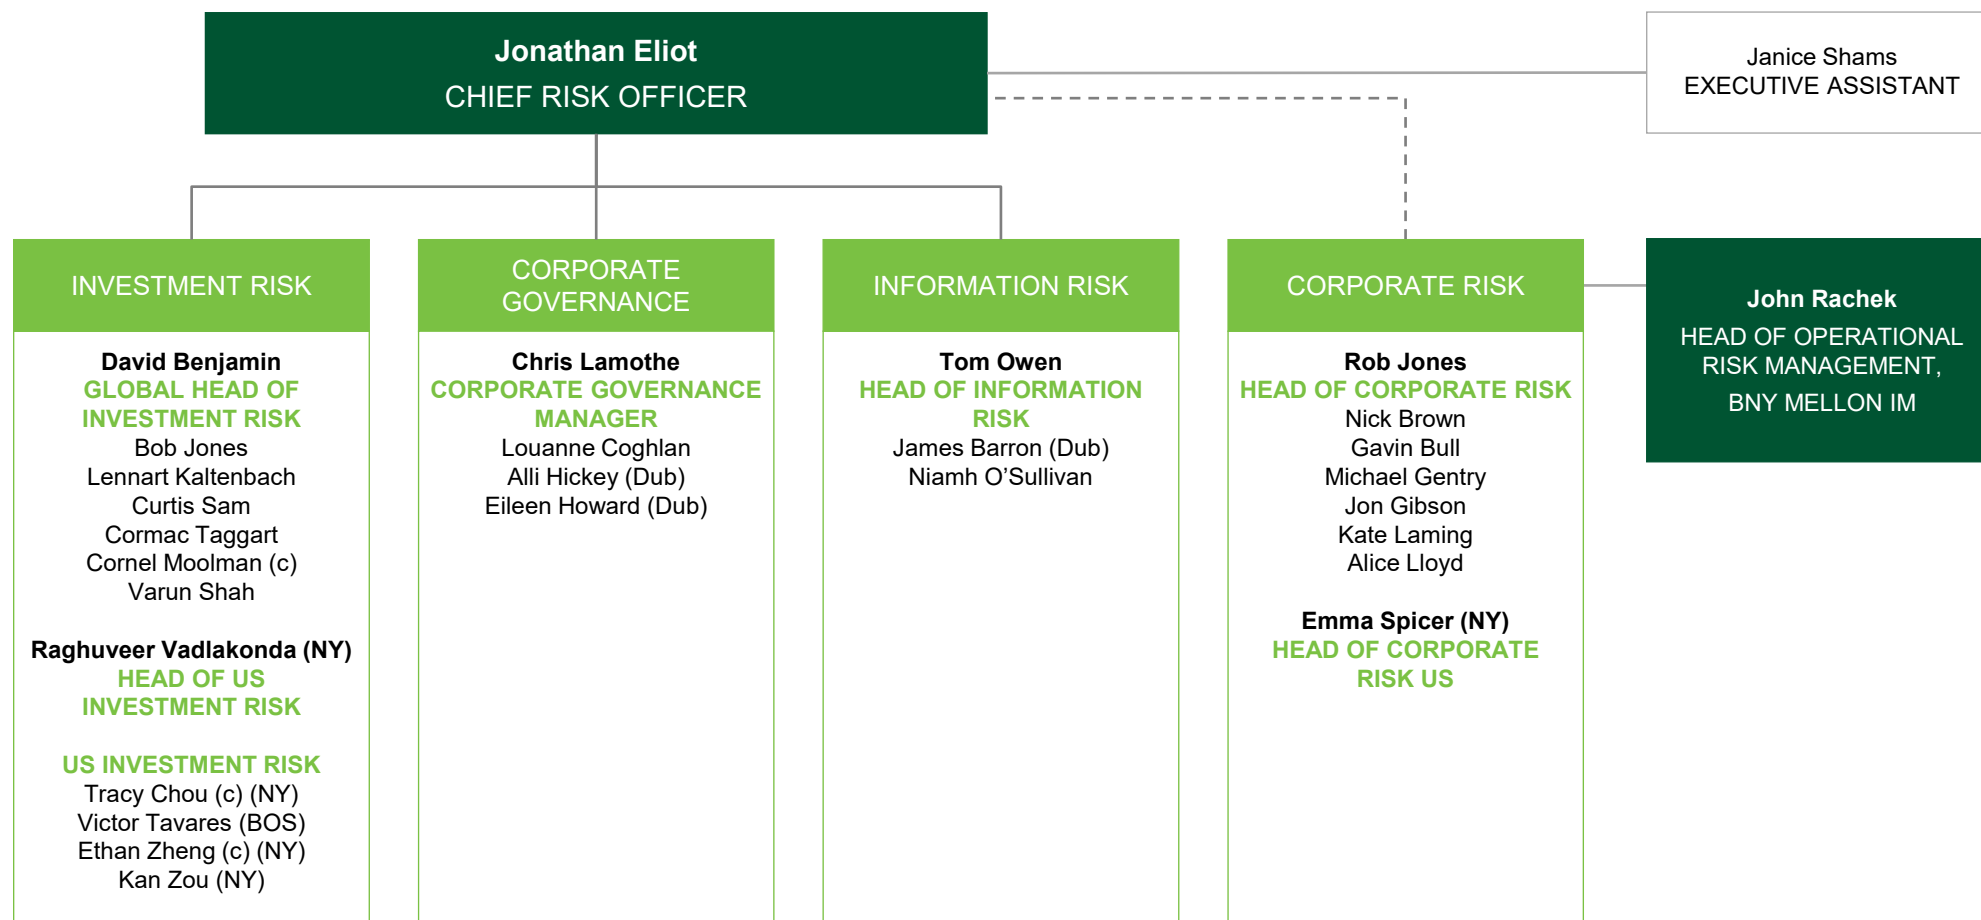 Jonathan Eliot
CHIEF RISK OFFICER
Janice Shams
EXECUTIVE ASSISTANT
INVESTMENT RISK
David Benjamin
GLOBAL HEAD OF
INVESTMENT RISK
Bob Jones
Lennart Kaltenbach
Curtis Sam
Cormac Taggart
Cornel Moolman (c)
Varun Shah
Raghuveer Vadlakonda (NY)
HEAD OF US
INVESTMENT RISK
US INVESTMENT RISK
Tracy Chou (c) (NY)
Victor Tavares (BOS)
Ethan Zheng (c) (NY)
Kan Zou (NY)
CORPORATE
GOVERNANCE
Chris Lamothe
CORPORATE GOVERNANCE
MANAGER
Louanne Coghlan
Alli Hickey (Dub)
Eileen Howard (Dub)
INFORMATION RISK
Tom Owen
HEAD OF INFORMATION
RISK
James Barron (Dub)
Niamh O’Sullivan
CORPORATE RISK
Rob Jones
HEAD OF CORPORATE RISK
Nick Brown
Gavin Bull
Michael Gentry
Jon Gibson
Kate Laming
Alice Lloyd
Emma Spicer (NY)
HEAD OF CORPORATE
RISK US
John Rachek
HEAD OF OPERATIONAL
RISK MANAGEMENT,
BNY MELLON IM